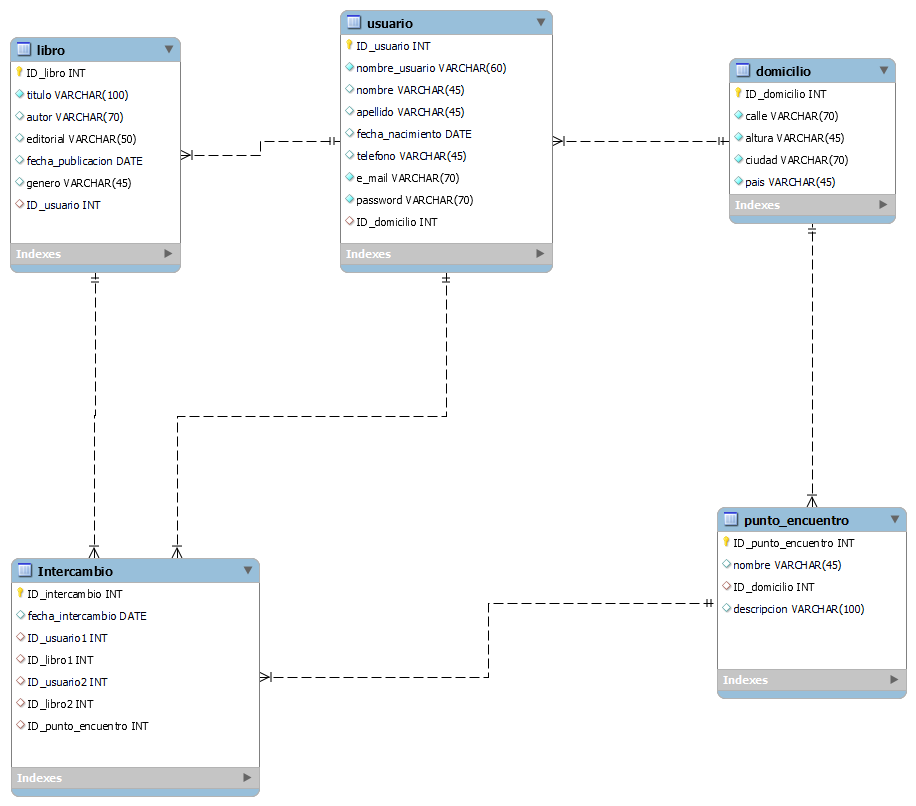 libro
ID_libro INT
titulo VARCHAR(100)
autor VARCHAR(70)
editorial VARCHAR(50)
fecha_publicacion DATE
genero VARCHAR(45)
ID_usuario INT
Indexes
usuario
ID_usuario INT
nombre_usuario VARCHAR(60)
nombre VARCHAR(45)
apellido VARCHAR(45)
fecha_nacimiento DATE
telefono VARCHAR(45)
e_mail VARCHAR(70)
password VARCHAR(70)
ID_domicilio INT
Indexes
domicilio
ID_domicilio INT
calle VARCHAR(70)
altura VARCHAR(45)
ciudad VARCHAR(70)
pais VARCHAR(45)
Indexes
Intercambio
ID_intercambio INT
fecha_intercambio DATE
ID_usuario1 INT
ID_libro1 INT
ID_usuario2 INT
ID_libro2 INT
ID_punto_encuentro INT
Indexes
punto_encuentro
ID_punto_encuentro INT
nombre VARCHAR(45)
ID_domicilio INT
descripcion VARCHAR(100)
Indexes